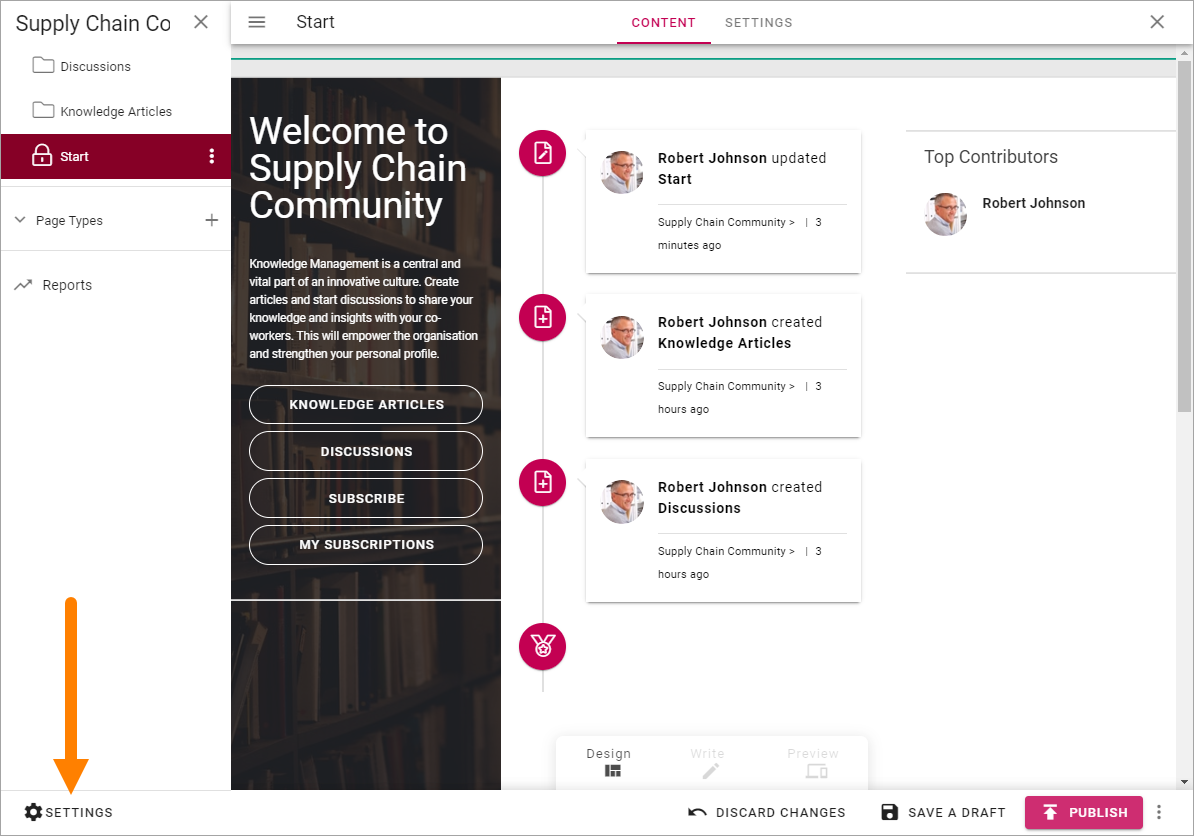 Supply Chain Co
Discussions
Knowledge Articles
Start
Page Types
Reports
SETTINGS
Start
CONTENT
SETTINGS
Welcome to
Supply Chain
Community
Knowledge Management is a central and
vital part of an innovative culture. Create
articles and start discussions to share your
knowledge and insights with your co-
workers. This will empower the organisation
and strengthen your personal profile.
KNOWLEDGE ARTICLES
DISCUSSIONS
SUBSCRIBE
MY SUBSCRIPTIONS
Robert Johnson updated
Start
Supply Chain Community > | 3
minutes ago
Robert Johnson created
Knowledge Articles
Supply Chain Community > | 3
hours ago
Robert Johnson created
Discussions
Supply Chain Community > | 3
hours ago
Top Contributors
Robert Johnson
Design
Write
Preview
DISCARD CHANGES
SAVE A DRAFT
PUBLISH